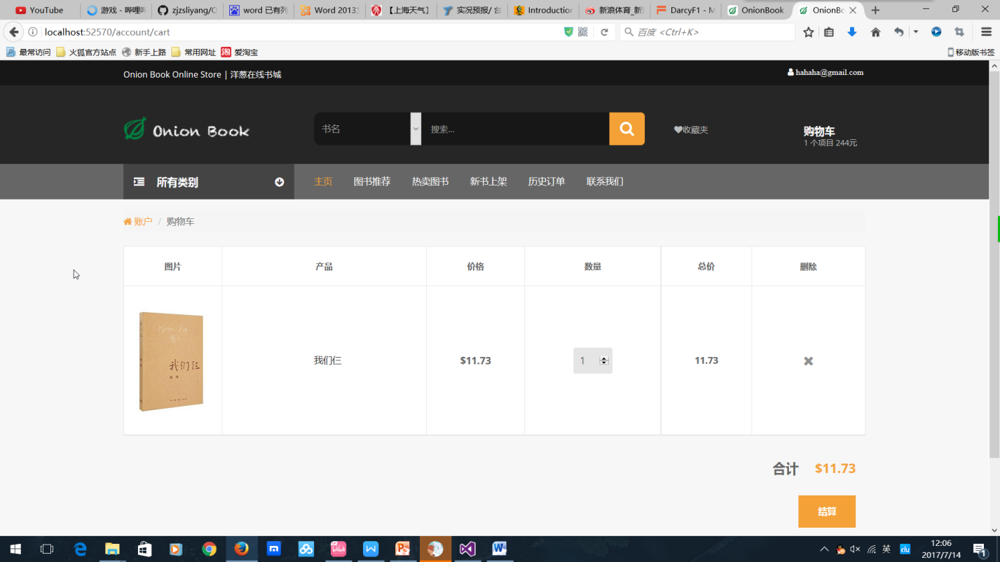 YouTube
游戏 - 哔哩哔
zjzsliyang/O
word 已有列
Word 2013
【上海天气】
实况预报/ 台
Introduction
新浪体育_新
DarcyF1 - M
OnionBook
OnionBo
localhost:52570/account/cart
百度 <Ctrl+K>
最常访问 火狐官方站点 新手上路 常用网址 爱淘宝
移动版书签
Onion Book Online Store | 洋葱在线书城
hahaha@gmail.com
Onion Book
书名
搜索...
收藏夹
购物车
1 个项目 244元
所有类别
主页 图书推荐 热卖图书 新书上架 历史订单 联系我们
账户 / 购物车
图片 产品 价格 数量 总价 删除
我们仨
我们仨 $11.73 1 11.73
合计 $11.73
结算
英
du
12:06
2017/7/14
1